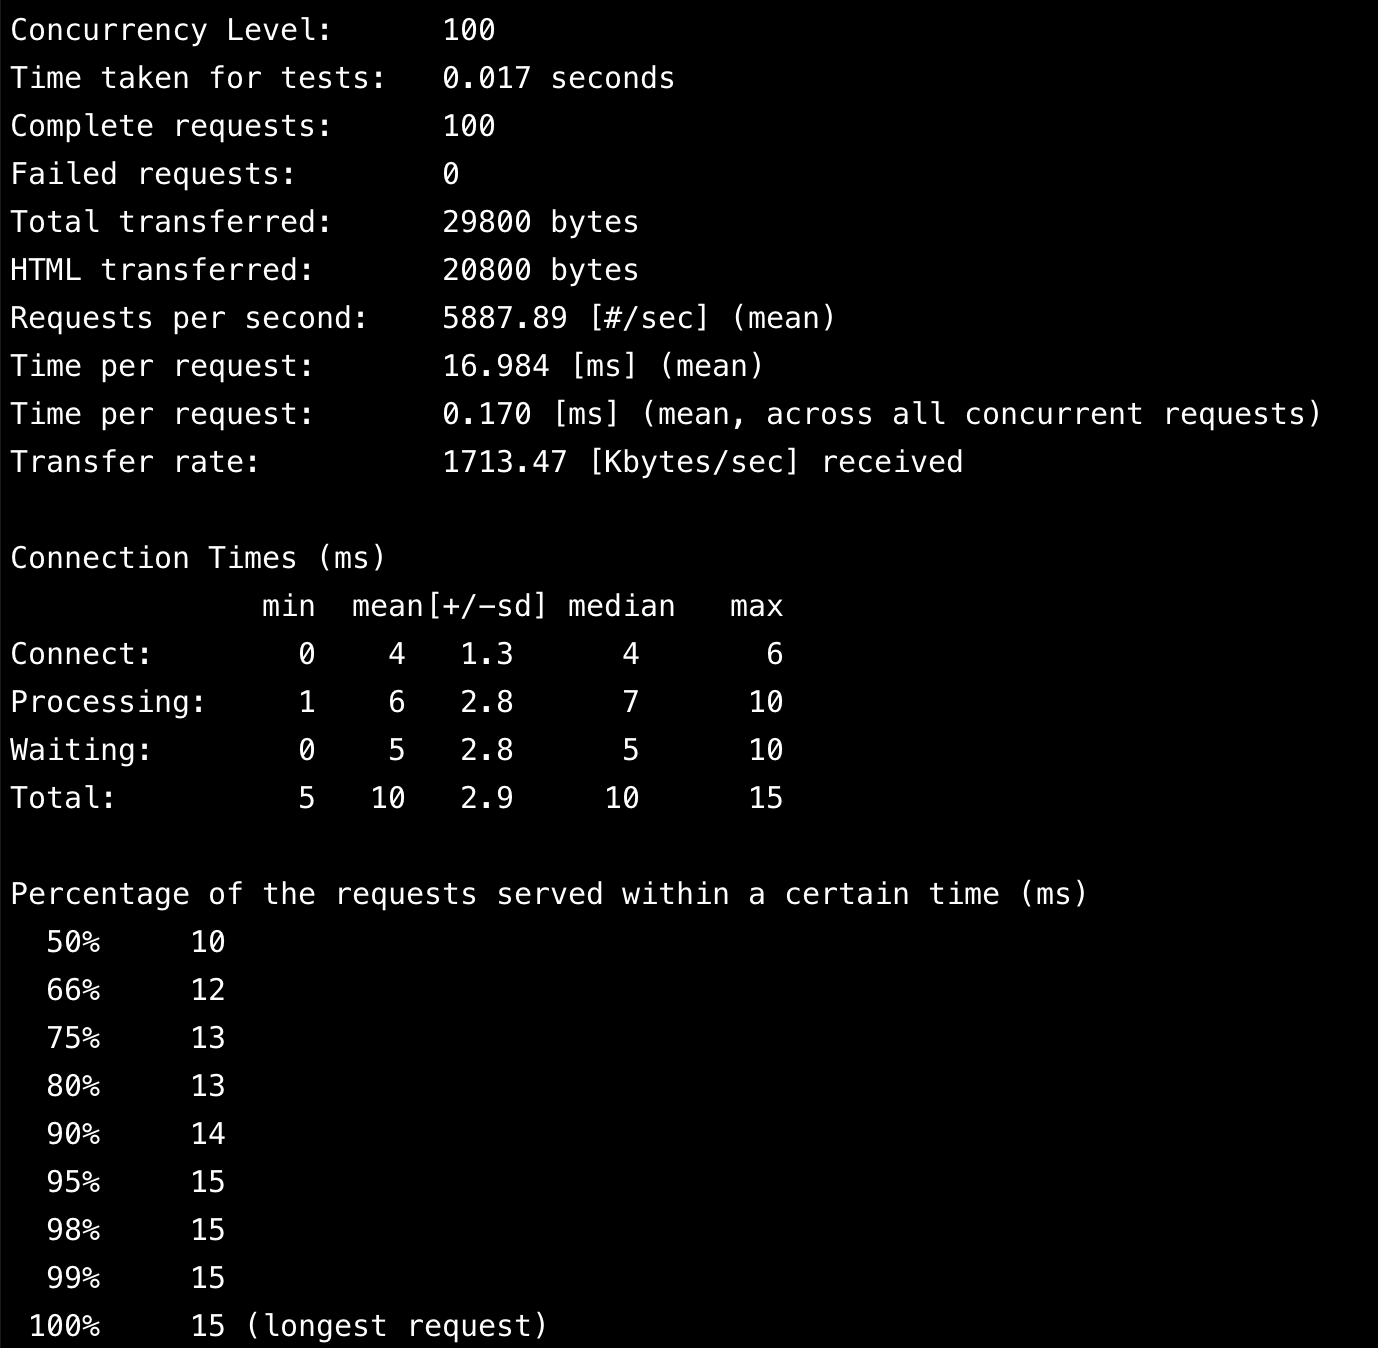 Concurrency Level:      100
Time taken for tests:   0.017 seconds
Complete requests:      100
Failed requests:        0
Total transferred:      29800 bytes
HTML transferred:       20800 bytes
Requests per second:    5887.89 [#/sec] (mean)
Time per request:       16.984 [ms] (mean)
Time per request:       0.170 [ms] (mean, across all concurrent requests)
Transfer rate:          1713.47 [Kbytes/sec] received

Connection Times (ms)
              min  mean[+/-sd] median   max
Connect:        0    4   1.3      4       6
Processing:     1    6   2.8      7      10
Waiting:        0    5   2.8      5      10
Total:          5   10   2.9     10      15

Percentage of the requests served within a certain time (ms)
  50%     10
  66%     12
  75%     13
  80%     13
  90%     14
  95%     15
  98%     15
  99%     15
 100%     15 (longest request)